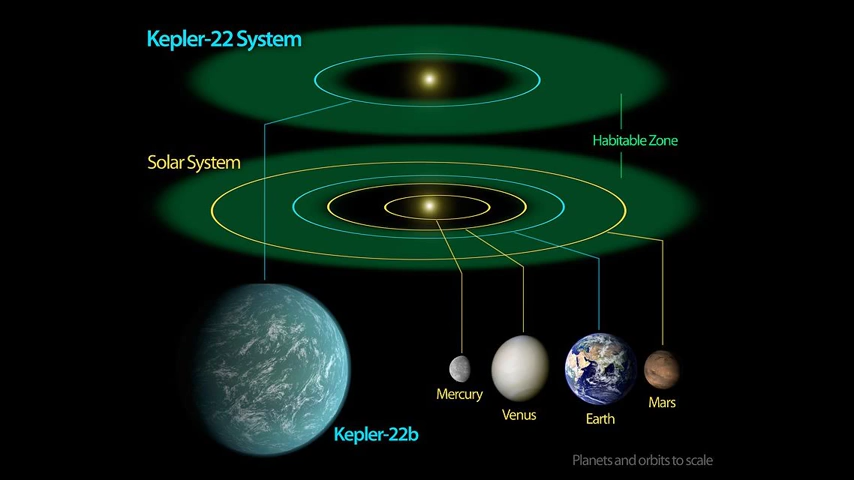 Kepler-22 System
Habitable Zone
Solar System
Mercury
Venus
Earth
Mars
Kepler-22b
Planets and orbits to scale